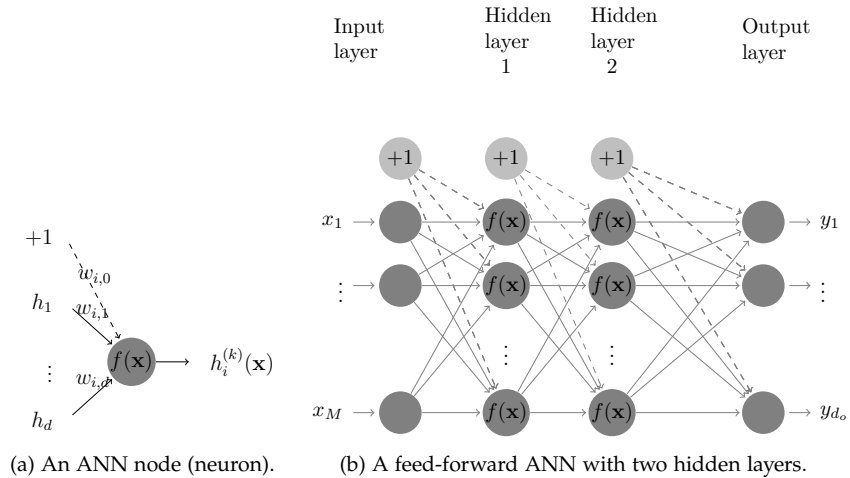 Input
layer
Hidden
layer
1
Hidden
layer
2
Output
layer
+1
+1
+1
x_1
f(x)
f(x)
y_1
⋮
f(x)
f(x)
⋮
⋮
⋮
x_M
f(x)
f(x)
y_{d_o}
+1
w_{i,0}
h_1
w_{i,1}
f(x)
h_i^{(k)}(x)
⋮
w_{i,d}
h_d
(a) An ANN node (neuron).
(b) A feed-forward ANN with two hidden layers.